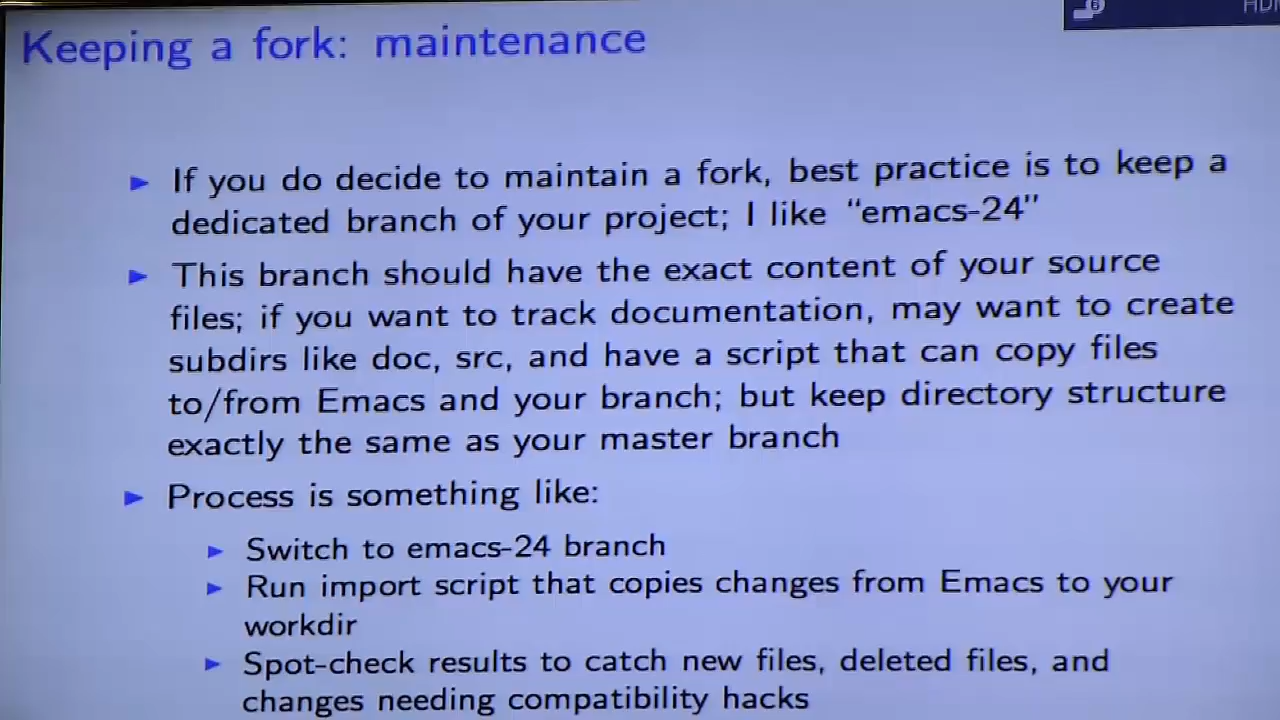 Keeping a fork: maintenance
HD
If you do decide to maintain a fork, best practice is to keep a
dedicated branch of your project; I like “emacs-24”
This branch should have the exact content of your source
files; if you want to track documentation, may want to create
subdirs like doc, src, and have a script that can copy files
to/from Emacs and your branch; but keep directory structure
exactly the same as your master branch
Process is something like:
Switch to emacs-24 branch
Run import script that copies changes from Emacs to your
workdir
Spot-check results to catch new files, deleted files, and
changes needing compatibility hacks